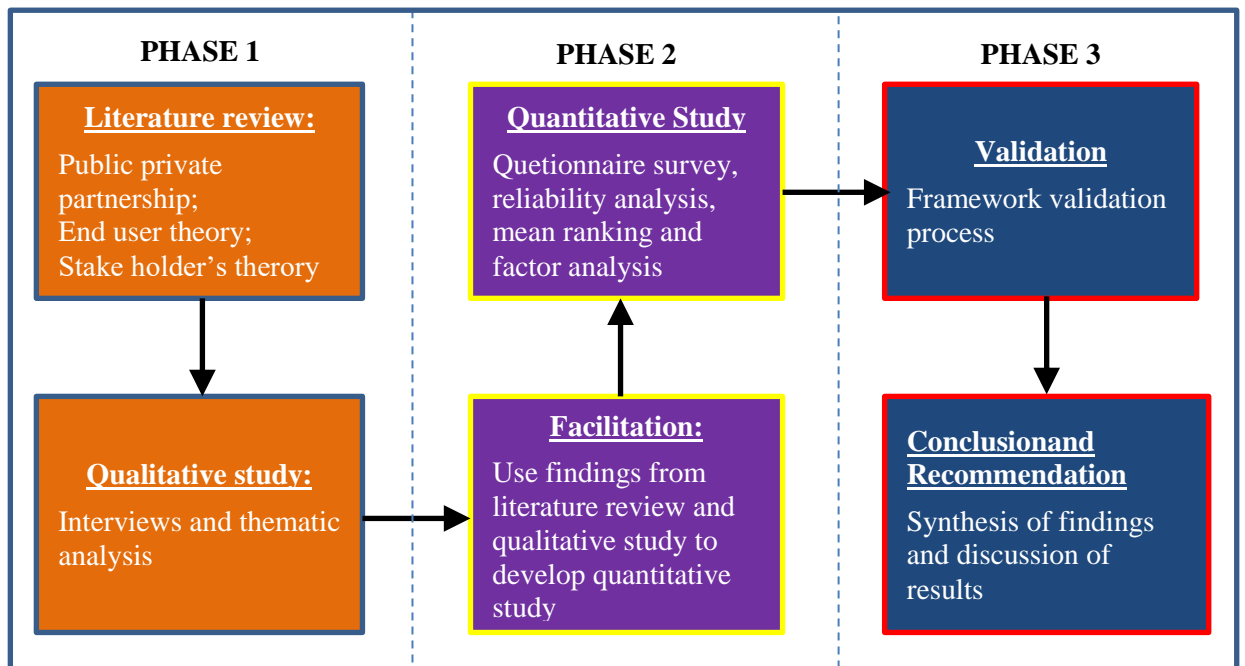 PHASE 1
Literature review:
Public private
partnership;
End user theory;
Stake holder’s therory
Qualitative study:
Interviews and thematic
analysis
PHASE 2
Quantitative Study
Quetionnaire survey,
reliability analysis,
mean ranking and
factor analysis
Facilitation:
Use findings from
literature review and
qualitative study to
develop quantitative
study
PHASE 3
Validation
Framework validation
process
Conclusionand
Recommendation
Synthesis of findings
and discussion of
results